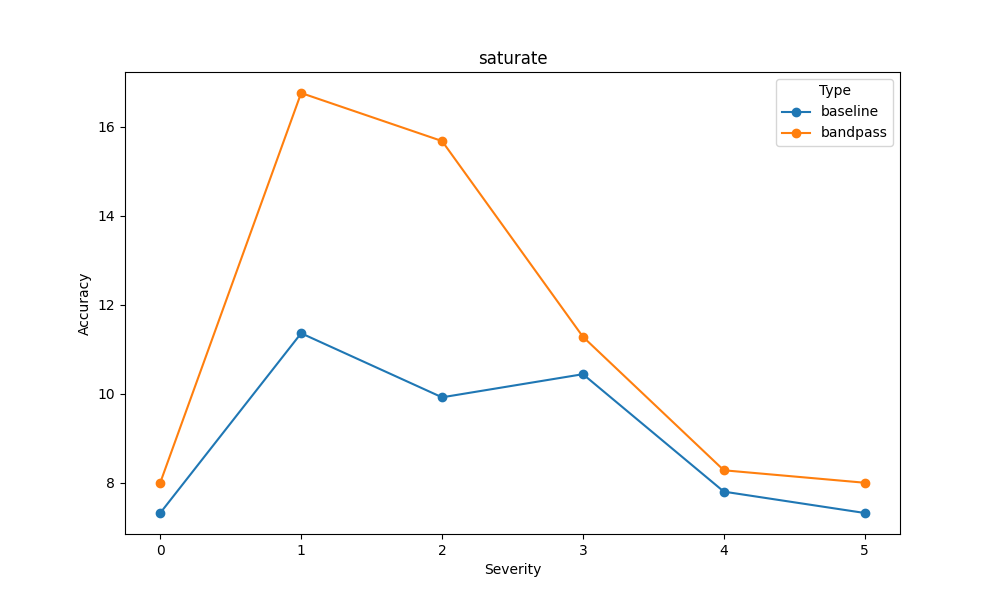 saturate
Type
baseline
bandpass
16
14
12
10
8
Accuracy
0 1 2 3 4 5
Severity